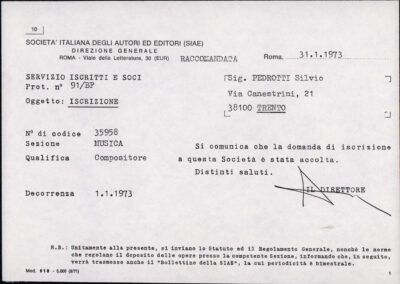 10
SOCIETA' ITALIANA DEGLI AUTORI ED EDITORI (SIAE)
DIREZIONE GENERALE
ROMA - Viale della Letteratura, 30 (EUR)
RACCOMANDATA
Roma, 31.1.1973
SERVIZIO ISCRITTI E SOCI
Prot. n° 91/BP
Oggetto: ISCRIZIONE
Sig. PEDROTTI Silvio
Via Canestrini, 21
38100 TRENTO
N° di codice 35958
Sezione MUSICA
Qualifica Compositore
Decorrenza 1.1.1973
Si comunica che la domanda di iscrizione
a questa Società è stata accolta.
Distinti saluti.
IL DIRETTORE
N.B.: Unitamente alla presente, si inviano lo Statuto ed il Regolamento Generale, nonchè le norme
che regolano il deposito delle opere presso la competente Sezione, informando che, in seguito,
verrà trasmesso anche il "Bollettino della SIAE", la cui periodicità è bimestrale.
Mod. 618 - 5.000 (8/71)
1